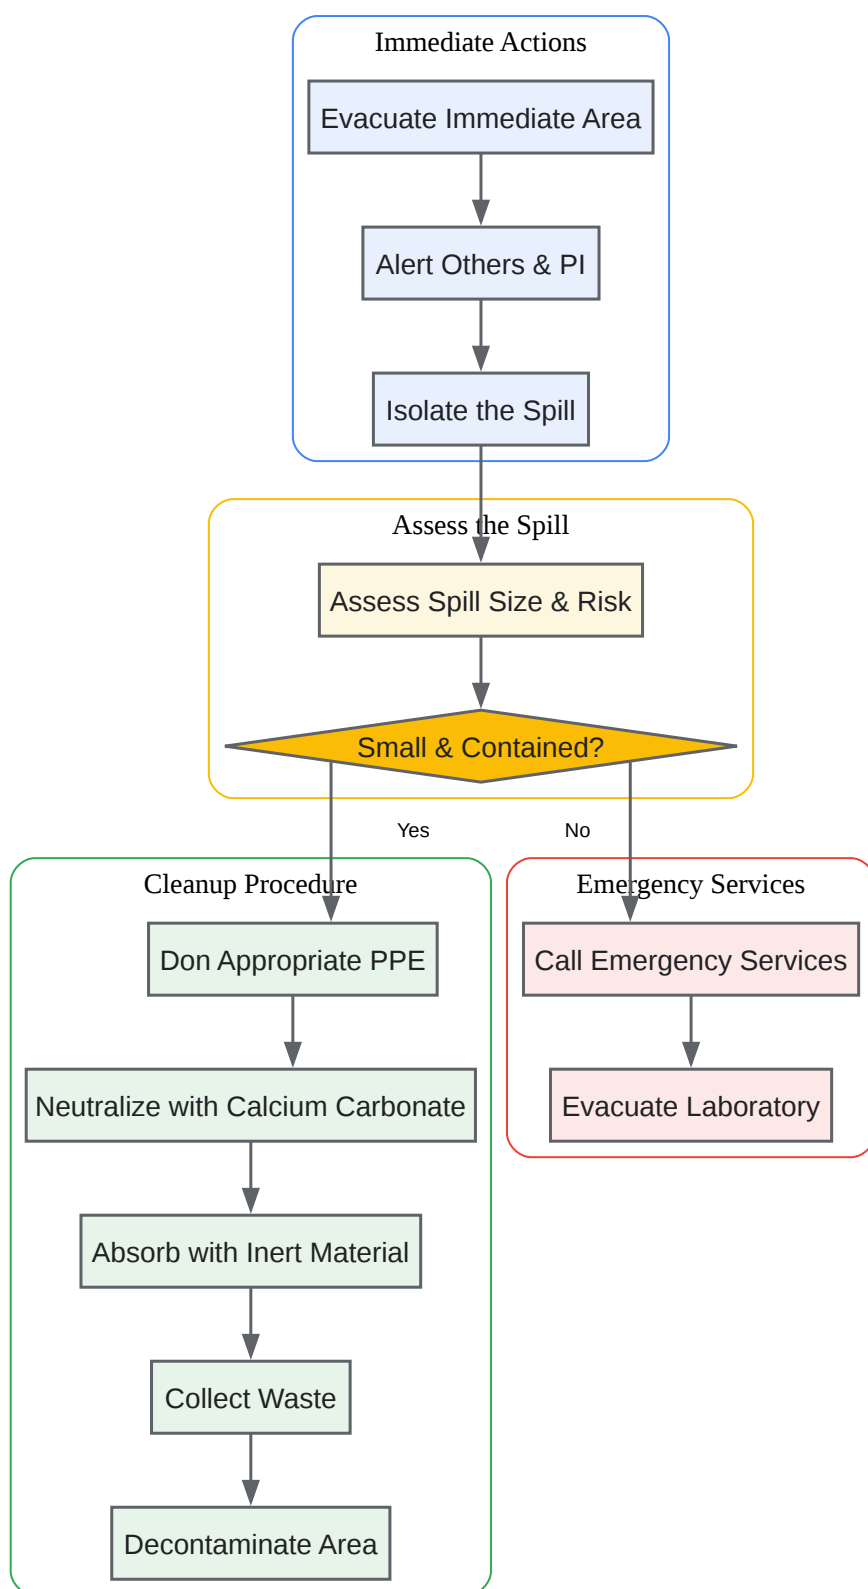 Immediate Actions
Evacuate Immediate Area
Alert Others & PI
Isolate the Spill
Assess the Spill
Assess Spill Size & Risk
Small & Contained?
Yes
No
Cleanup Procedure
Don Appropriate PPE
Neutralize with Calcium Carbonate
Absorb with Inert Material
Collect Waste
Decontaminate Area
Emergency Services
Call Emergency Services
Evacuate Laboratory